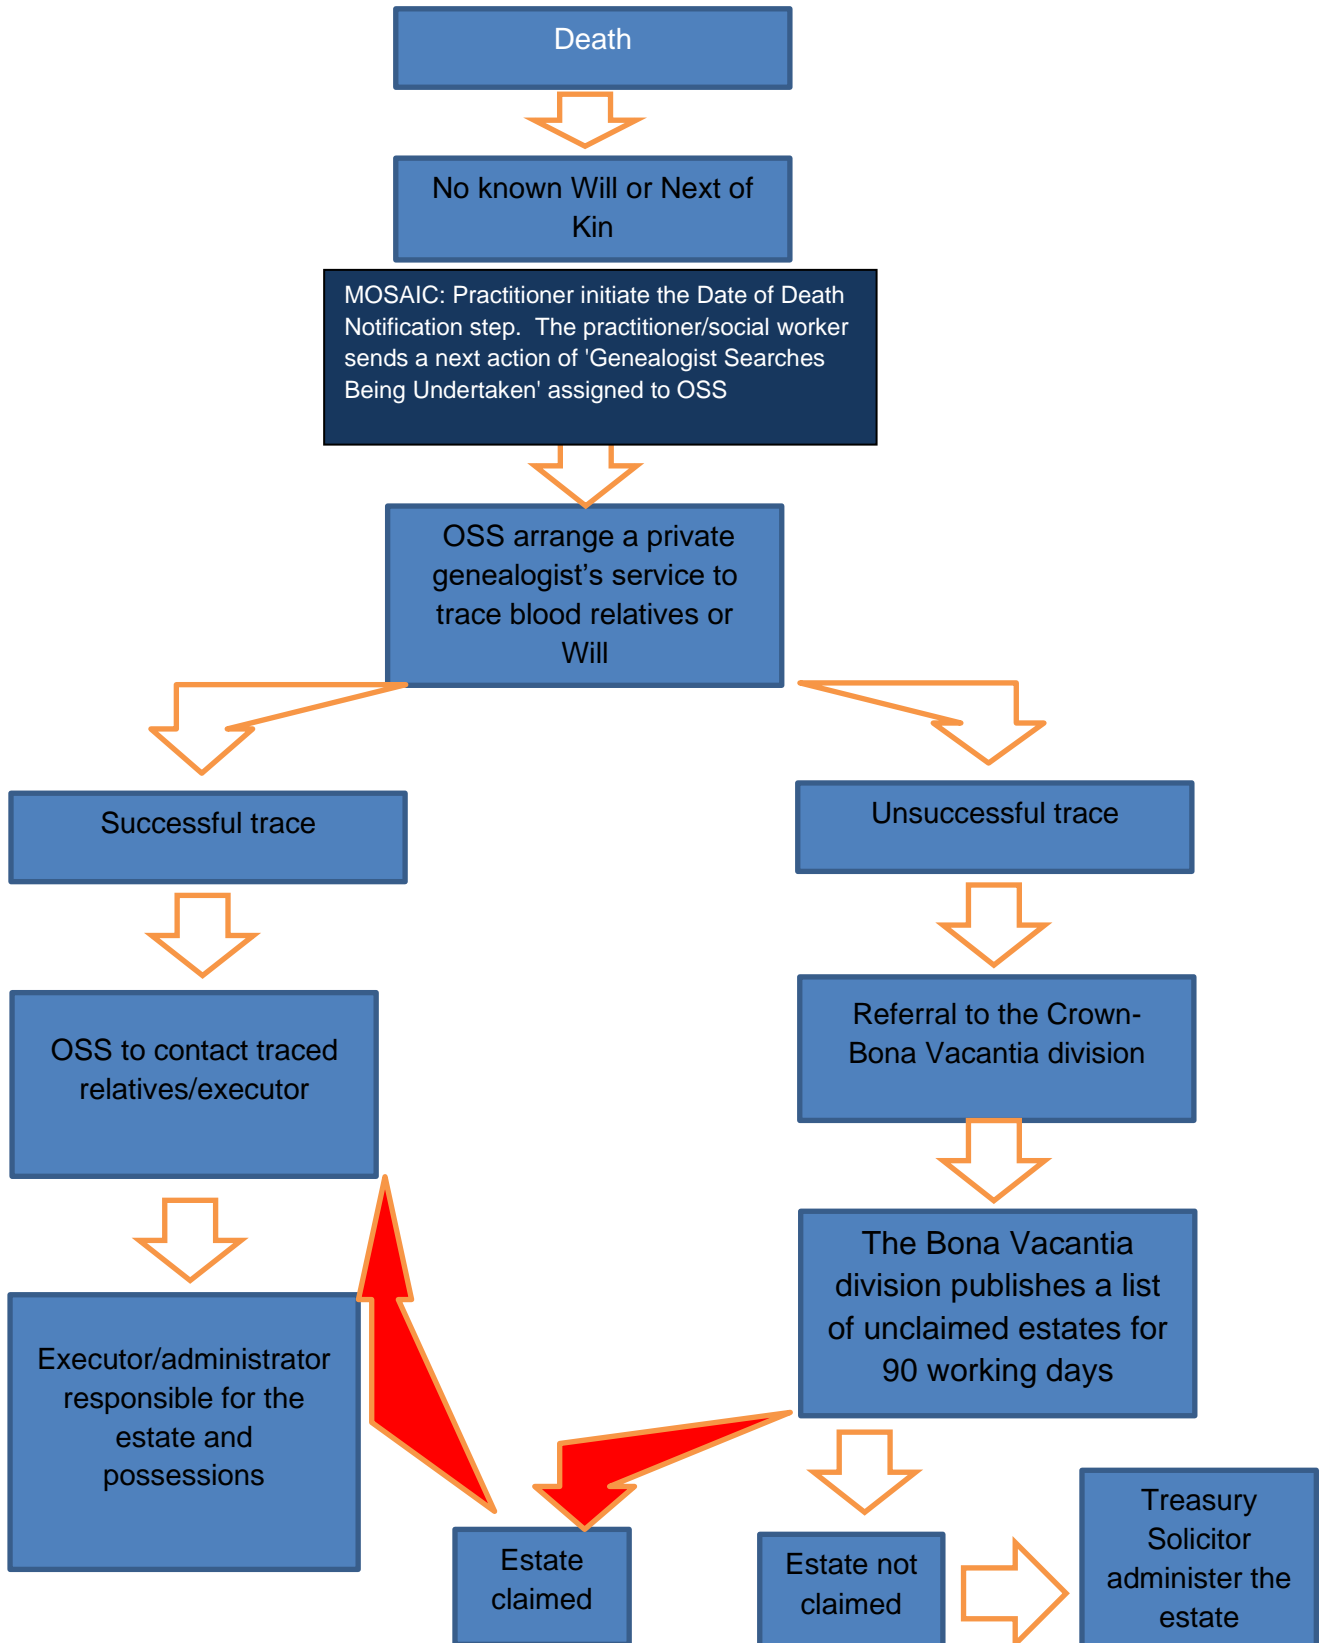 Death
No known Will or Next of
Kin
MOSAIC: Practitioner initiate the Date of Death
Notification step.  The practitioner/social worker
sends a next action of 'Genealogist Searches
Being Undertaken' assigned to OSS
OSS arrange a private
genealogist’s service to
trace blood relatives or
Will
Successful trace
Unsuccessful trace
OSS to contact traced
relatives/executor
Referral to the Crown-
Bona Vacantia division
Executor/administrator
responsible for the
estate and
possessions
The Bona Vacantia
division publishes a list
of unclaimed estates for
90 working days
Estate
claimed
Estate not
claimed
Treasury
Solicitor
administer the
estate